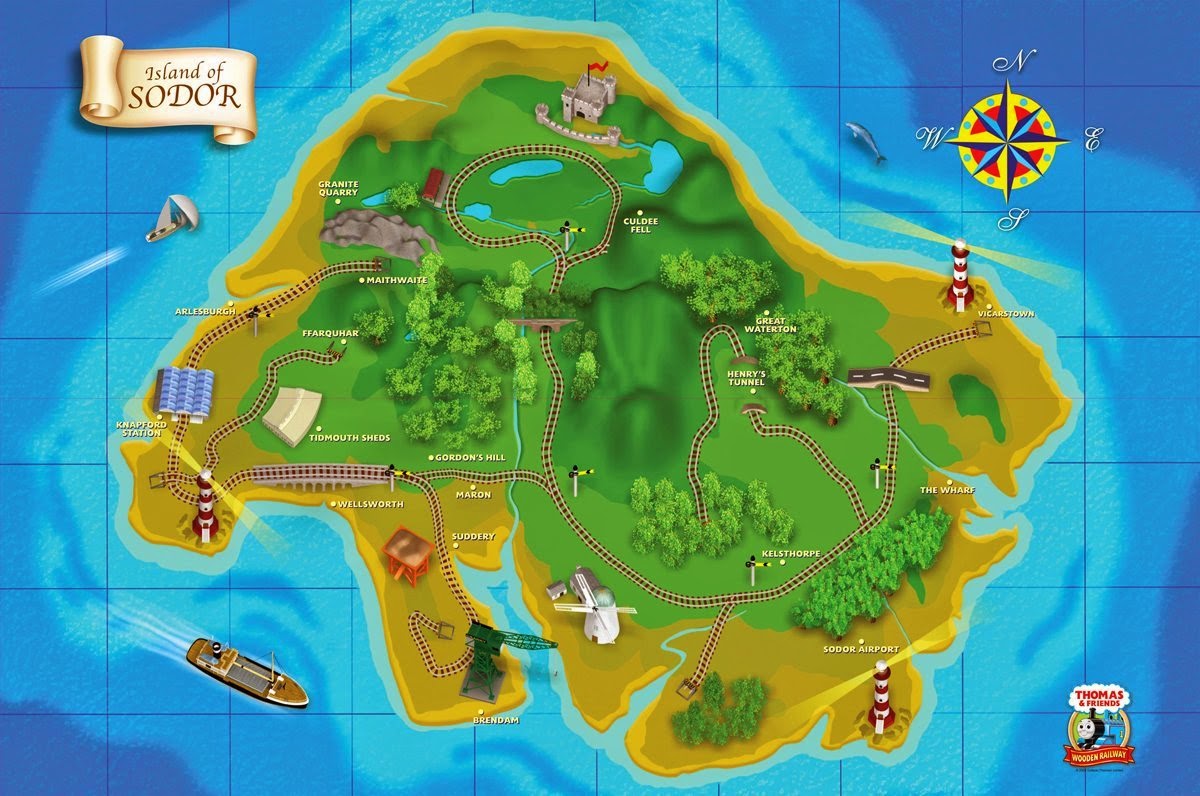 Island of
SODOR
N
W
E
S
GRANITE
QUARRY
CULDEE
FELL
MAITHWAITE
ARLESBURGH
VICARSTOWN
FFARQUHAR
GREAT
WATERTON
HENRY'S
TUNNEL
KNAPFORD
STATION
TIDMOUTH SHEDS
GORDON'S HILL
MARON
THE WHARF
WELLSWORTH
SUDDERY
KELSTHORPE
SODOR AIRPORT
BRENDAM
THOMAS
& FRIENDS
WOODEN RAILWAY